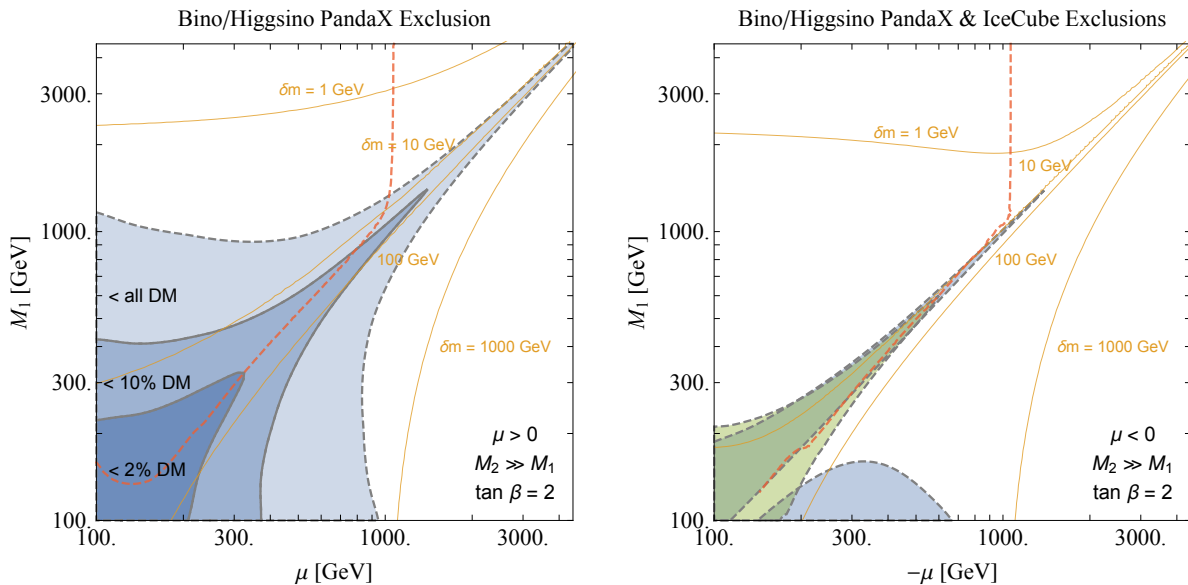 Bino/Higgsino PandaX Exclusion
3000.
1000.
300.
100.
M₁ [GeV]
δm = 1 GeV
δm = 10 GeV
100 GeV
δm = 1000 GeV
< all DM
< 10% DM
< 2% DM
μ > 0
M₂ ≫ M₁
tan β = 2
100.
300.
1000.
3000.
μ [GeV]
Bino/Higgsino PandaX & IceCube Exclusions
3000.
1000.
300.
100.
M₁ [GeV]
δm = 1 GeV
10 GeV
100 GeV
δm = 1000 GeV
μ < 0
M₂ ≫ M₁
tan β = 2
100.
300.
1000.
3000.
−μ [GeV]